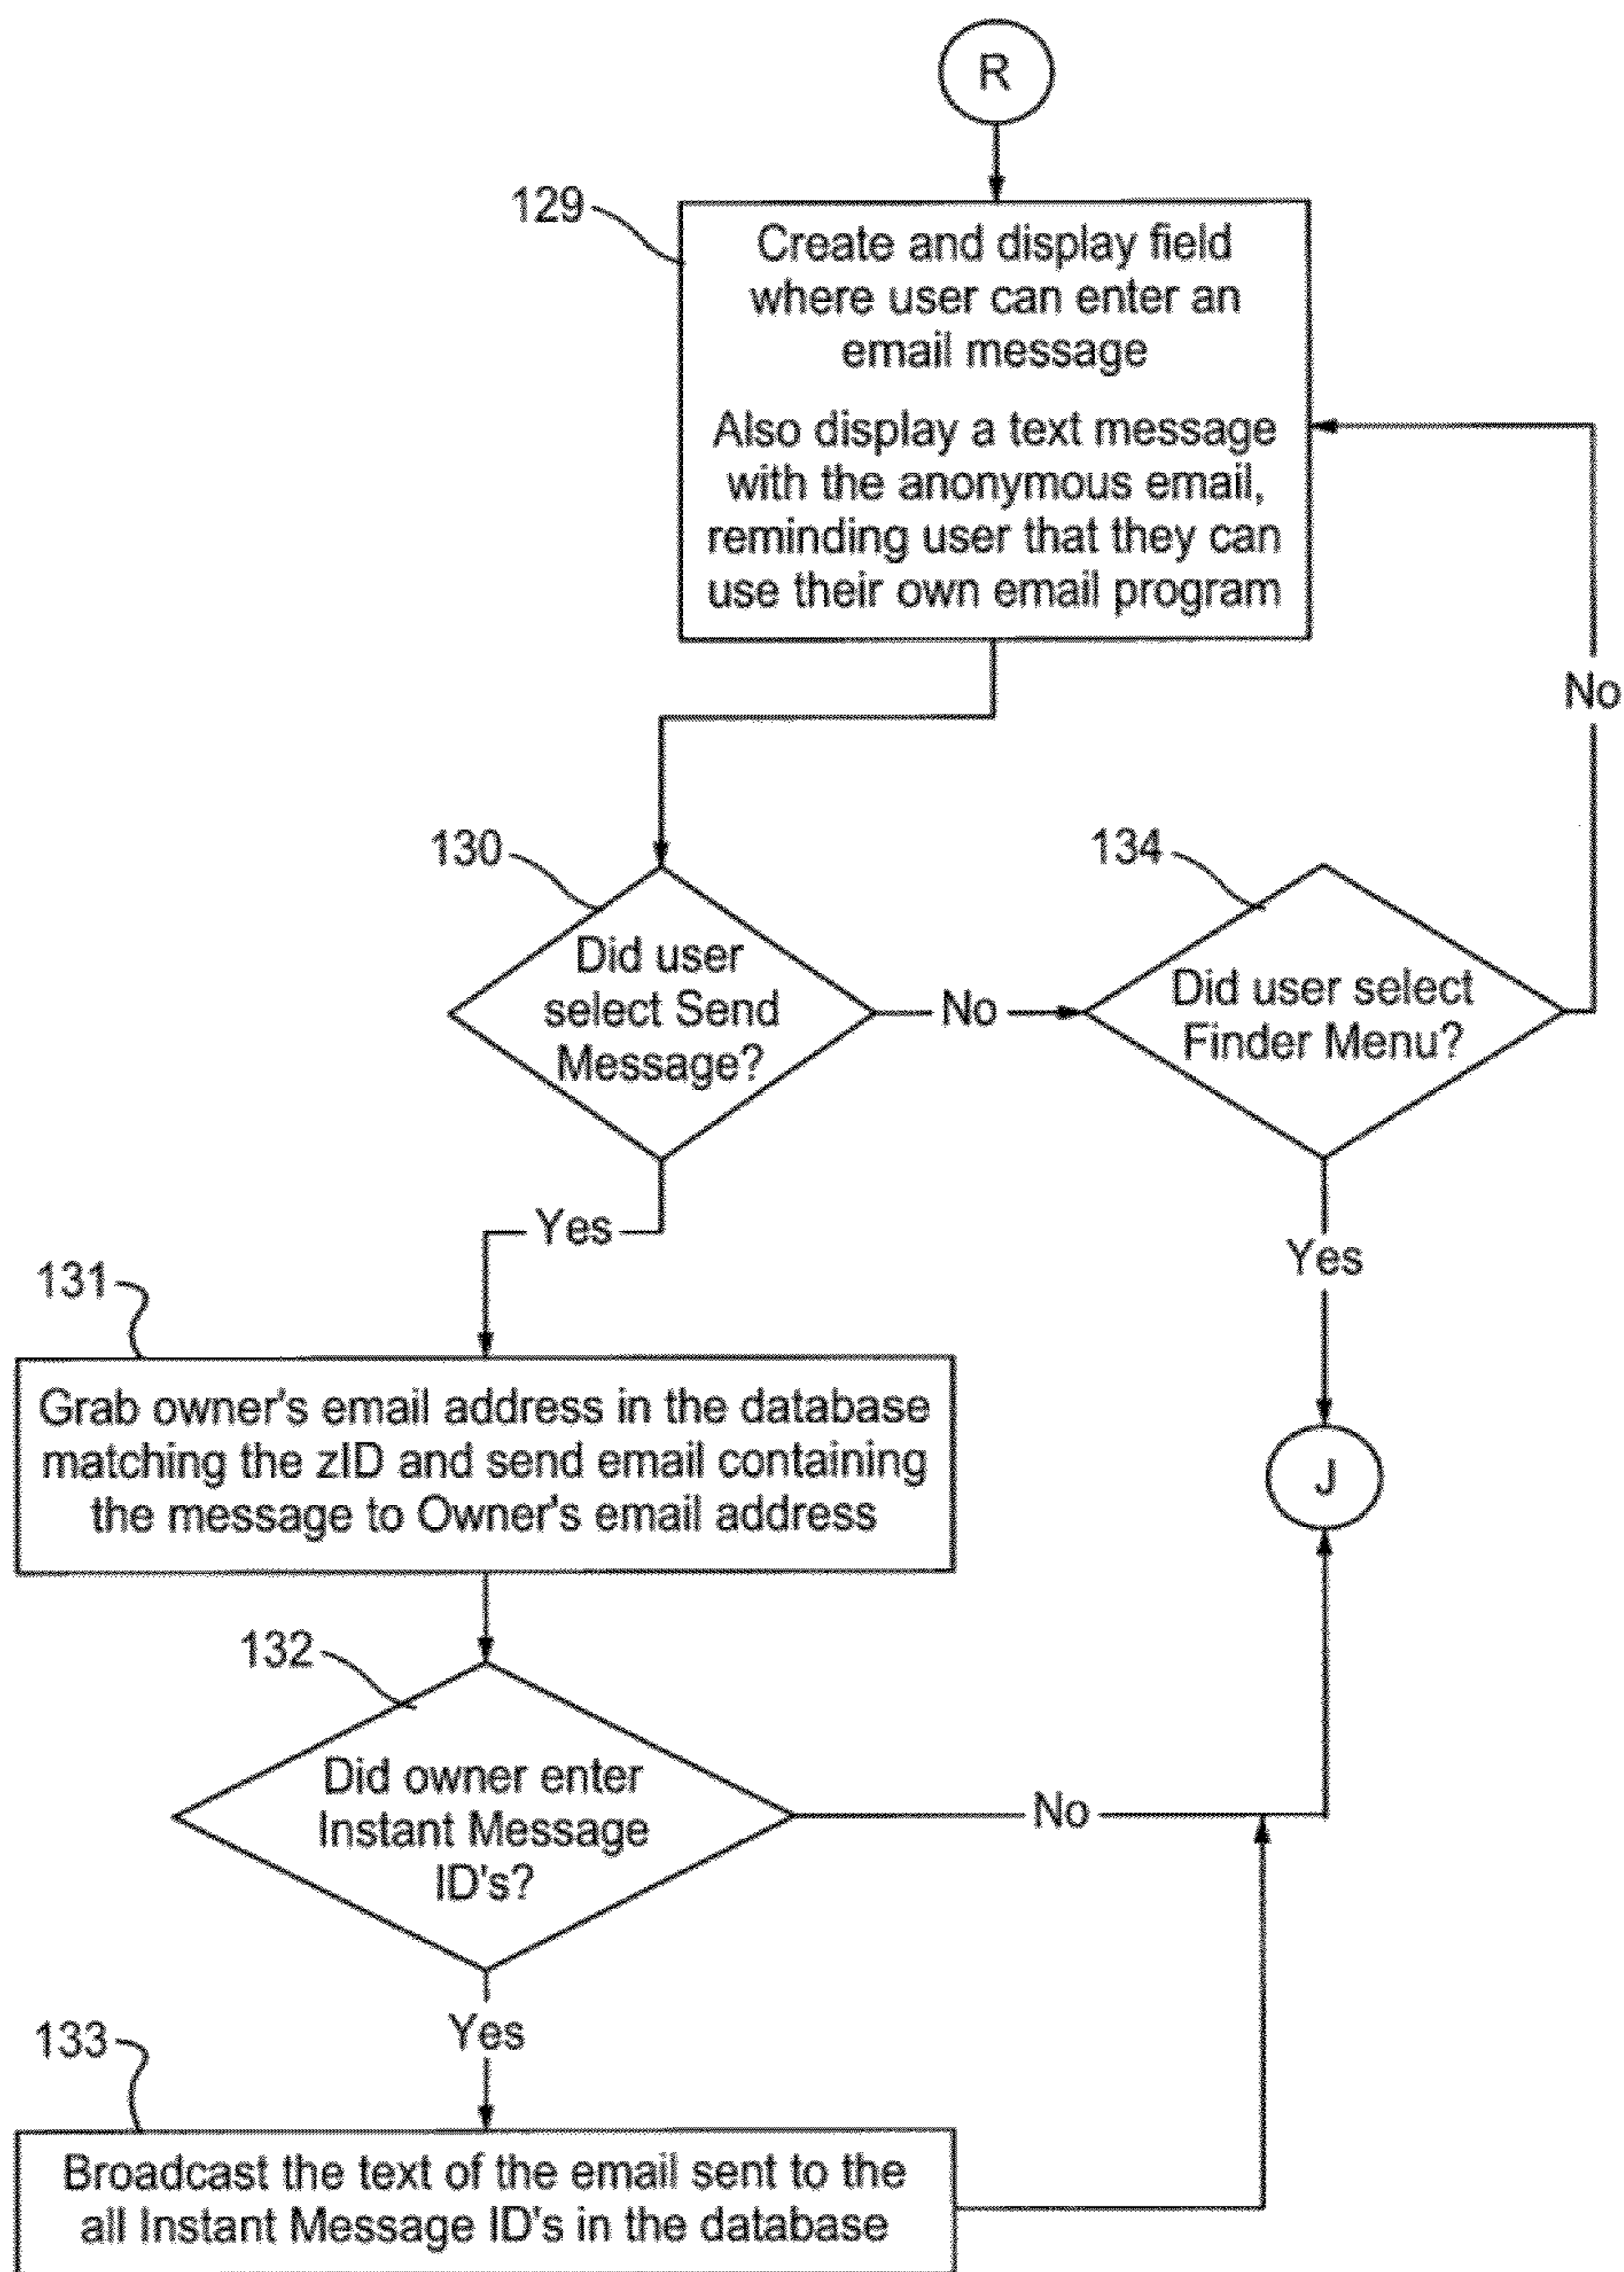 R
129
Create and display field
where user can enter an
email message
Also display a text message
with the anonymous email,
reminding user that they can
use their own email program
No
130
134
Did user
select Send
Message?
No
Did user select
Finder Menu?
Yes
Yes
131
Grab owner's email address in the database
matching the zID and send email containing
the message to Owner's email address
J
132
Did owner enter
Instant Message
ID's?
No
Yes
133
Broadcast the text of the email sent to the
all Instant Message ID's in the database